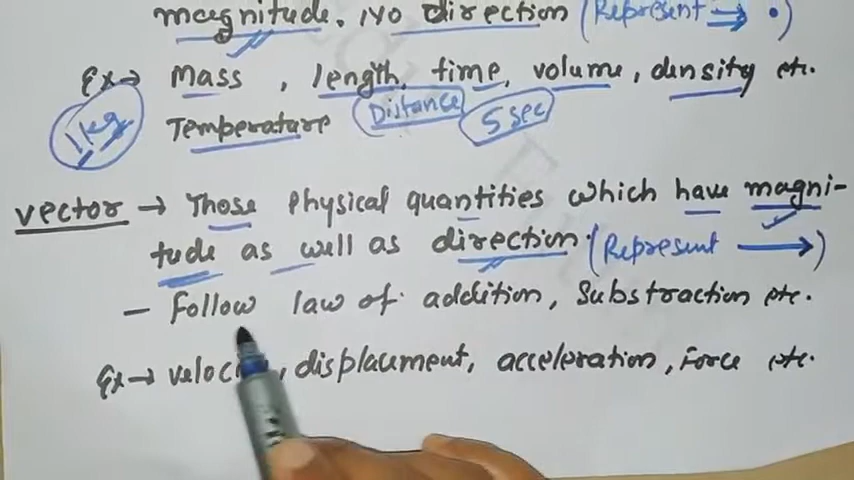 magnitude. No direction (Represent ⇒ •)
Ex→ Mass, length, time, volume, density etc.
1kg Temperature Distance 5 sec
vector → Those Physical quantities which have magni-
tude as well as direction. (Represent →)
- Follow law of addition, Substraction etc.
Ex→ veloci , displacement, acceleration, Force etc.